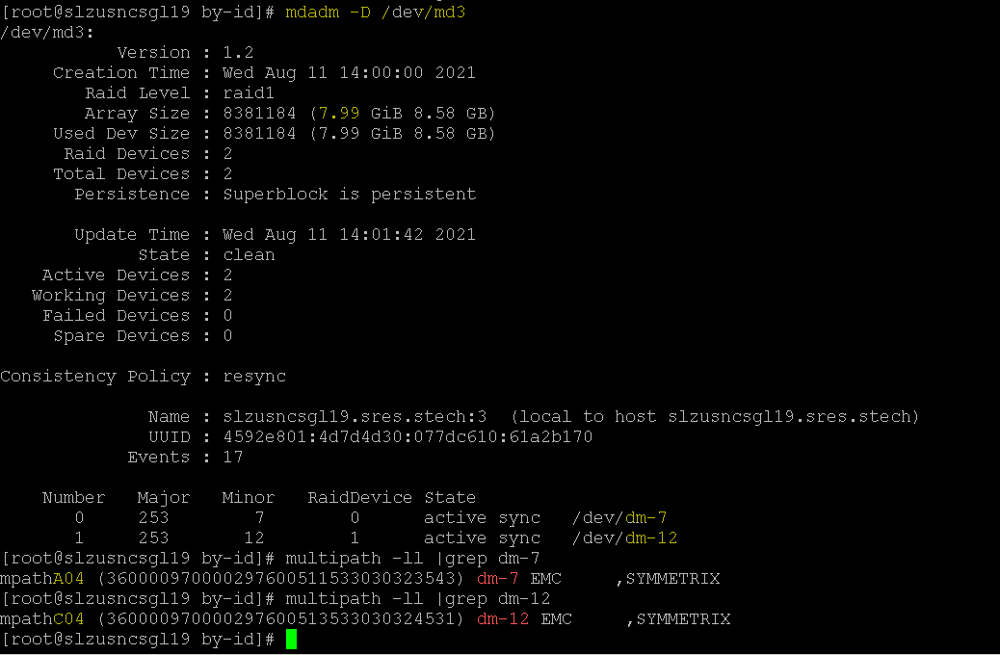 [root@slzusncsgl19 by-id]# mdadm -D /dev/md3
/dev/md3:
Version : 1.2
Creation Time : Wed Aug 11 14:00:00 2021
Raid Level : raid1
Array Size : 8381184 (7.99 GiB 8.58 GB)
Used Dev Size : 8381184 (7.99 GiB 8.58 GB)
Raid Devices : 2
Total Devices : 2
Persistence : Superblock is persistent
Update Time : Wed Aug 11 14:01:42 2021
State : clean
Active Devices : 2
Working Devices : 2
Failed Devices : 0
Spare Devices : 0
Consistency Policy : resync
Name : slzusncsgl19.sres.stech:3 (local to host slzusncsgl19.sres.stech)
UUID : 4592e801:4d7d4d30:077dc610:61a2b170
Events : 17
Number Major Minor RaidDevice State
0 253 7 0 active sync /dev/dm-7
1 253 12 1 active sync /dev/dm-12
[root@slzusncsgl19 by-id]# multipath -ll |grep dm-7
mpathA04 (360000970000297600511533030323543) dm-7 EMC ,SYMMETRIX
[root@slzusncsgl19 by-id]# multipath -ll |grep dm-12
mpathC04 (360000970000297600513533030324531) dm-12 EMC ,SYMMETRIX
[root@slzusncsgl19 by-id]#